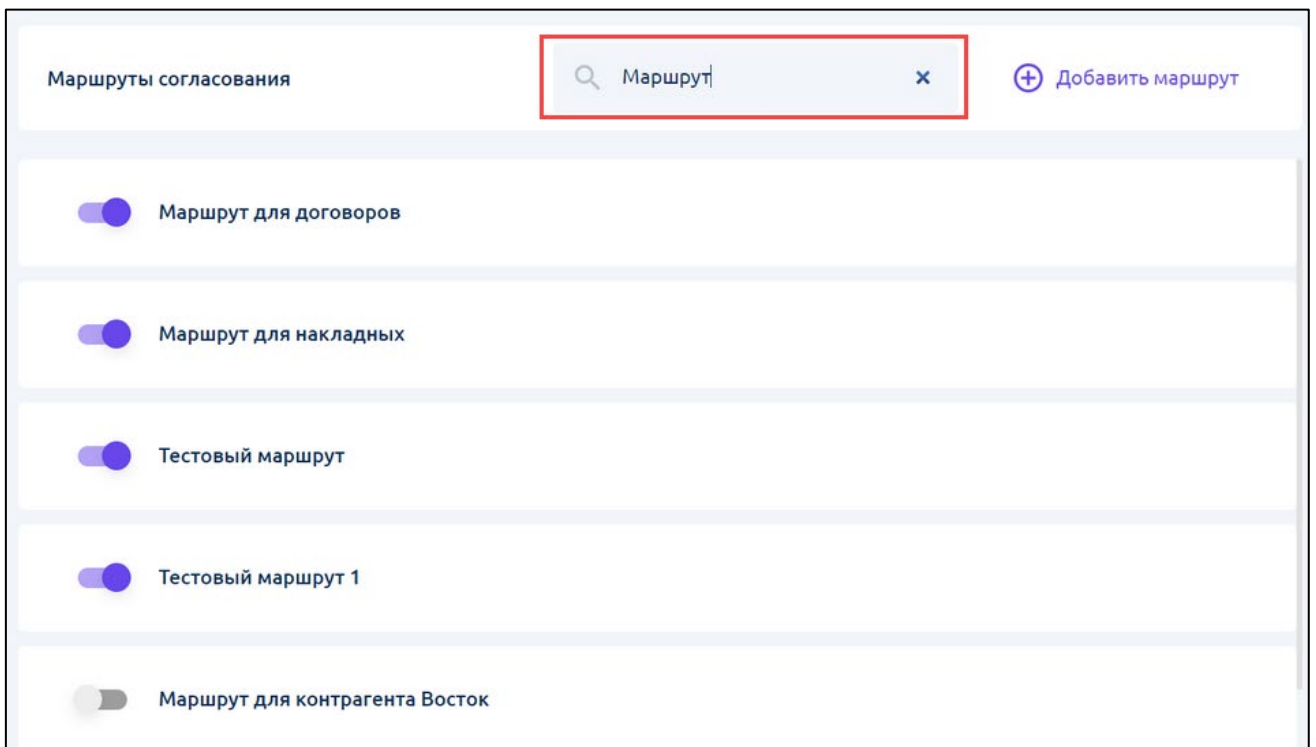 Маршруты согласования
Маршрут
Добавить маршрут
Маршрут для договоров
Маршрут для накладных
Тестовый маршрут
Тестовый маршрут 1
Маршрут для контрагента Восток